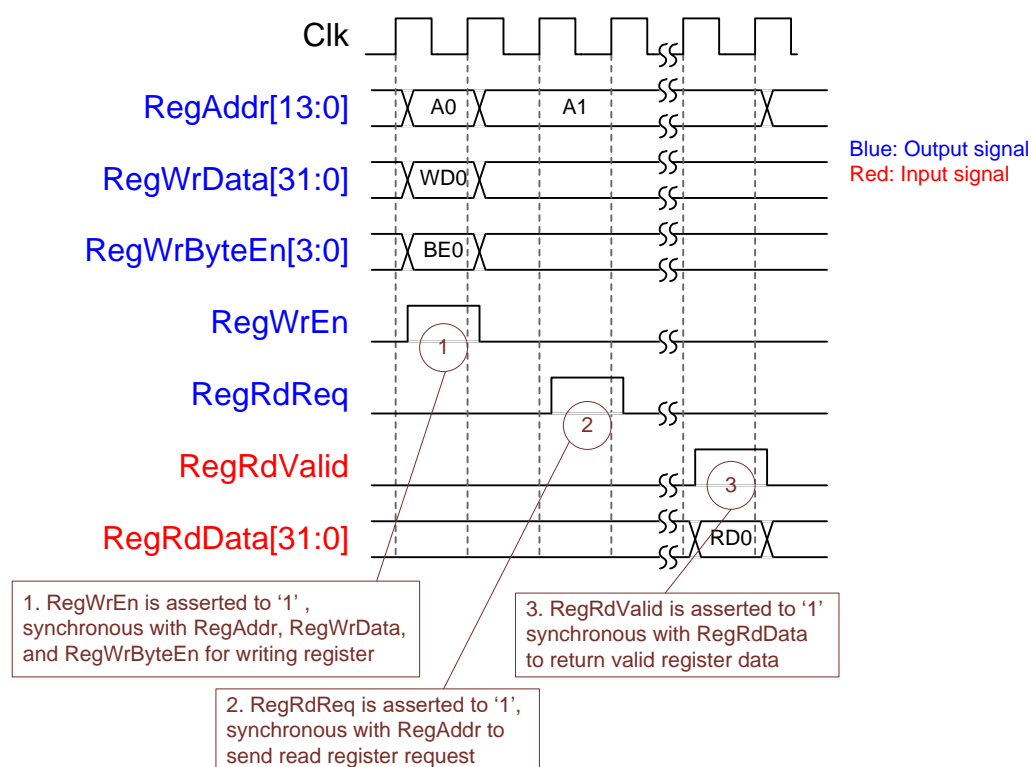 Clk
RegAddr[13:0]
A0
A1
Blue: Output signal
Red: Input signal
RegWrData[31:0]
WD0
RegWrByteEn[3:0]
BE0
RegWrEn
1
RegRdReq
2
RegRdValid
3
RegRdData[31:0]
RD0
1. RegWrEn is asserted to ‘1’ ,
synchronous with RegAddr, RegWrData,
and RegWrByteEn for writing register
3. RegRdValid is asserted to ‘1’
synchronous with RegRdData
to return valid register data
2. RegRdReq is asserted to ‘1’,
synchronous with RegAddr to
send read register request